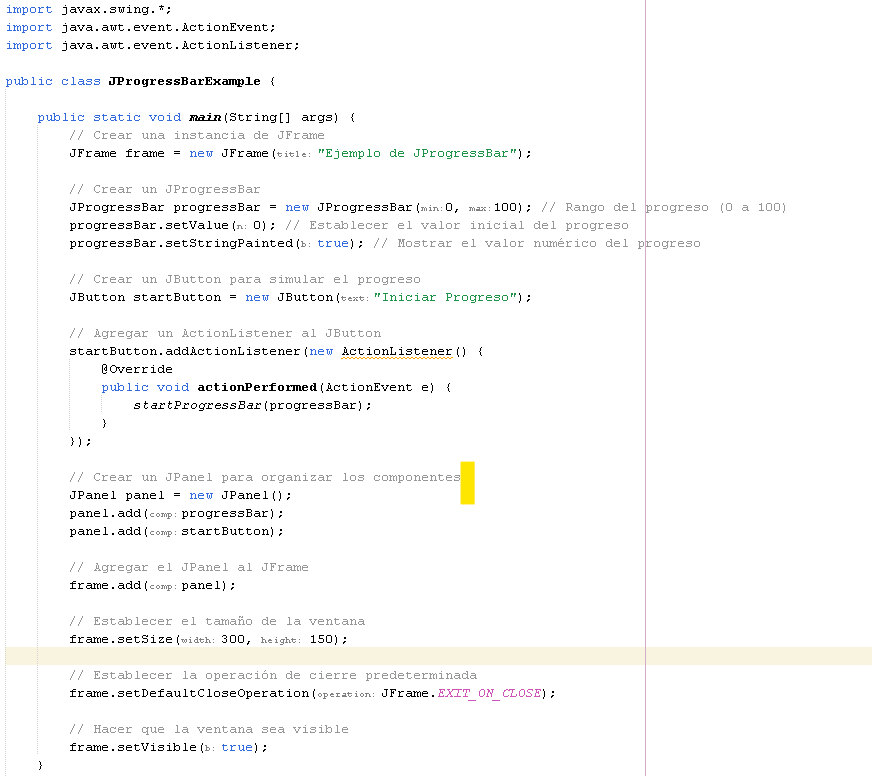 import javax.swing.*;
import java.awt.event.ActionEvent;
import java.awt.event.ActionListener;
public class JProgressBarExample {
public static void main(String[] args) {
// Crear una instancia de JFrame
JFrame frame = new JFrame(title: "Ejemplo de JProgressBar");
// Crear un JProgressBar
JProgressBar progressBar = new JProgressBar(min: 0, max: 100); // Rango del progreso (0 a 100)
progressBar.setValue(n: 0); // Establecer el valor inicial del progreso
progressBar.setStringPainted(b: true); // Mostrar el valor numérico del progreso
// Crear un JButton para simular el progreso
JButton startButton = new JButton(text: "Iniciar Progreso");
// Agregar un ActionListener al JButton
startButton.addActionListener(new ActionListener() {
@Override
public void actionPerformed(ActionEvent e) {
startProgressBar(progressBar);
}
});
// Crear un JPanel para organizar los componentes
JPanel panel = new JPanel();
panel.add(comp: progressBar);
panel.add(comp: startButton);
// Agregar el JPanel al JFrame
frame.add(comp: panel);
// Establecer el tamaño de la ventana
frame.setSize(width: 300, height: 150);
// Establecer la operación de cierre predeterminada
frame.setDefaultCloseOperation(operation: JFrame.EXIT_ON_CLOSE);
// Hacer que la ventana sea visible
frame.setVisible(b: true);
}